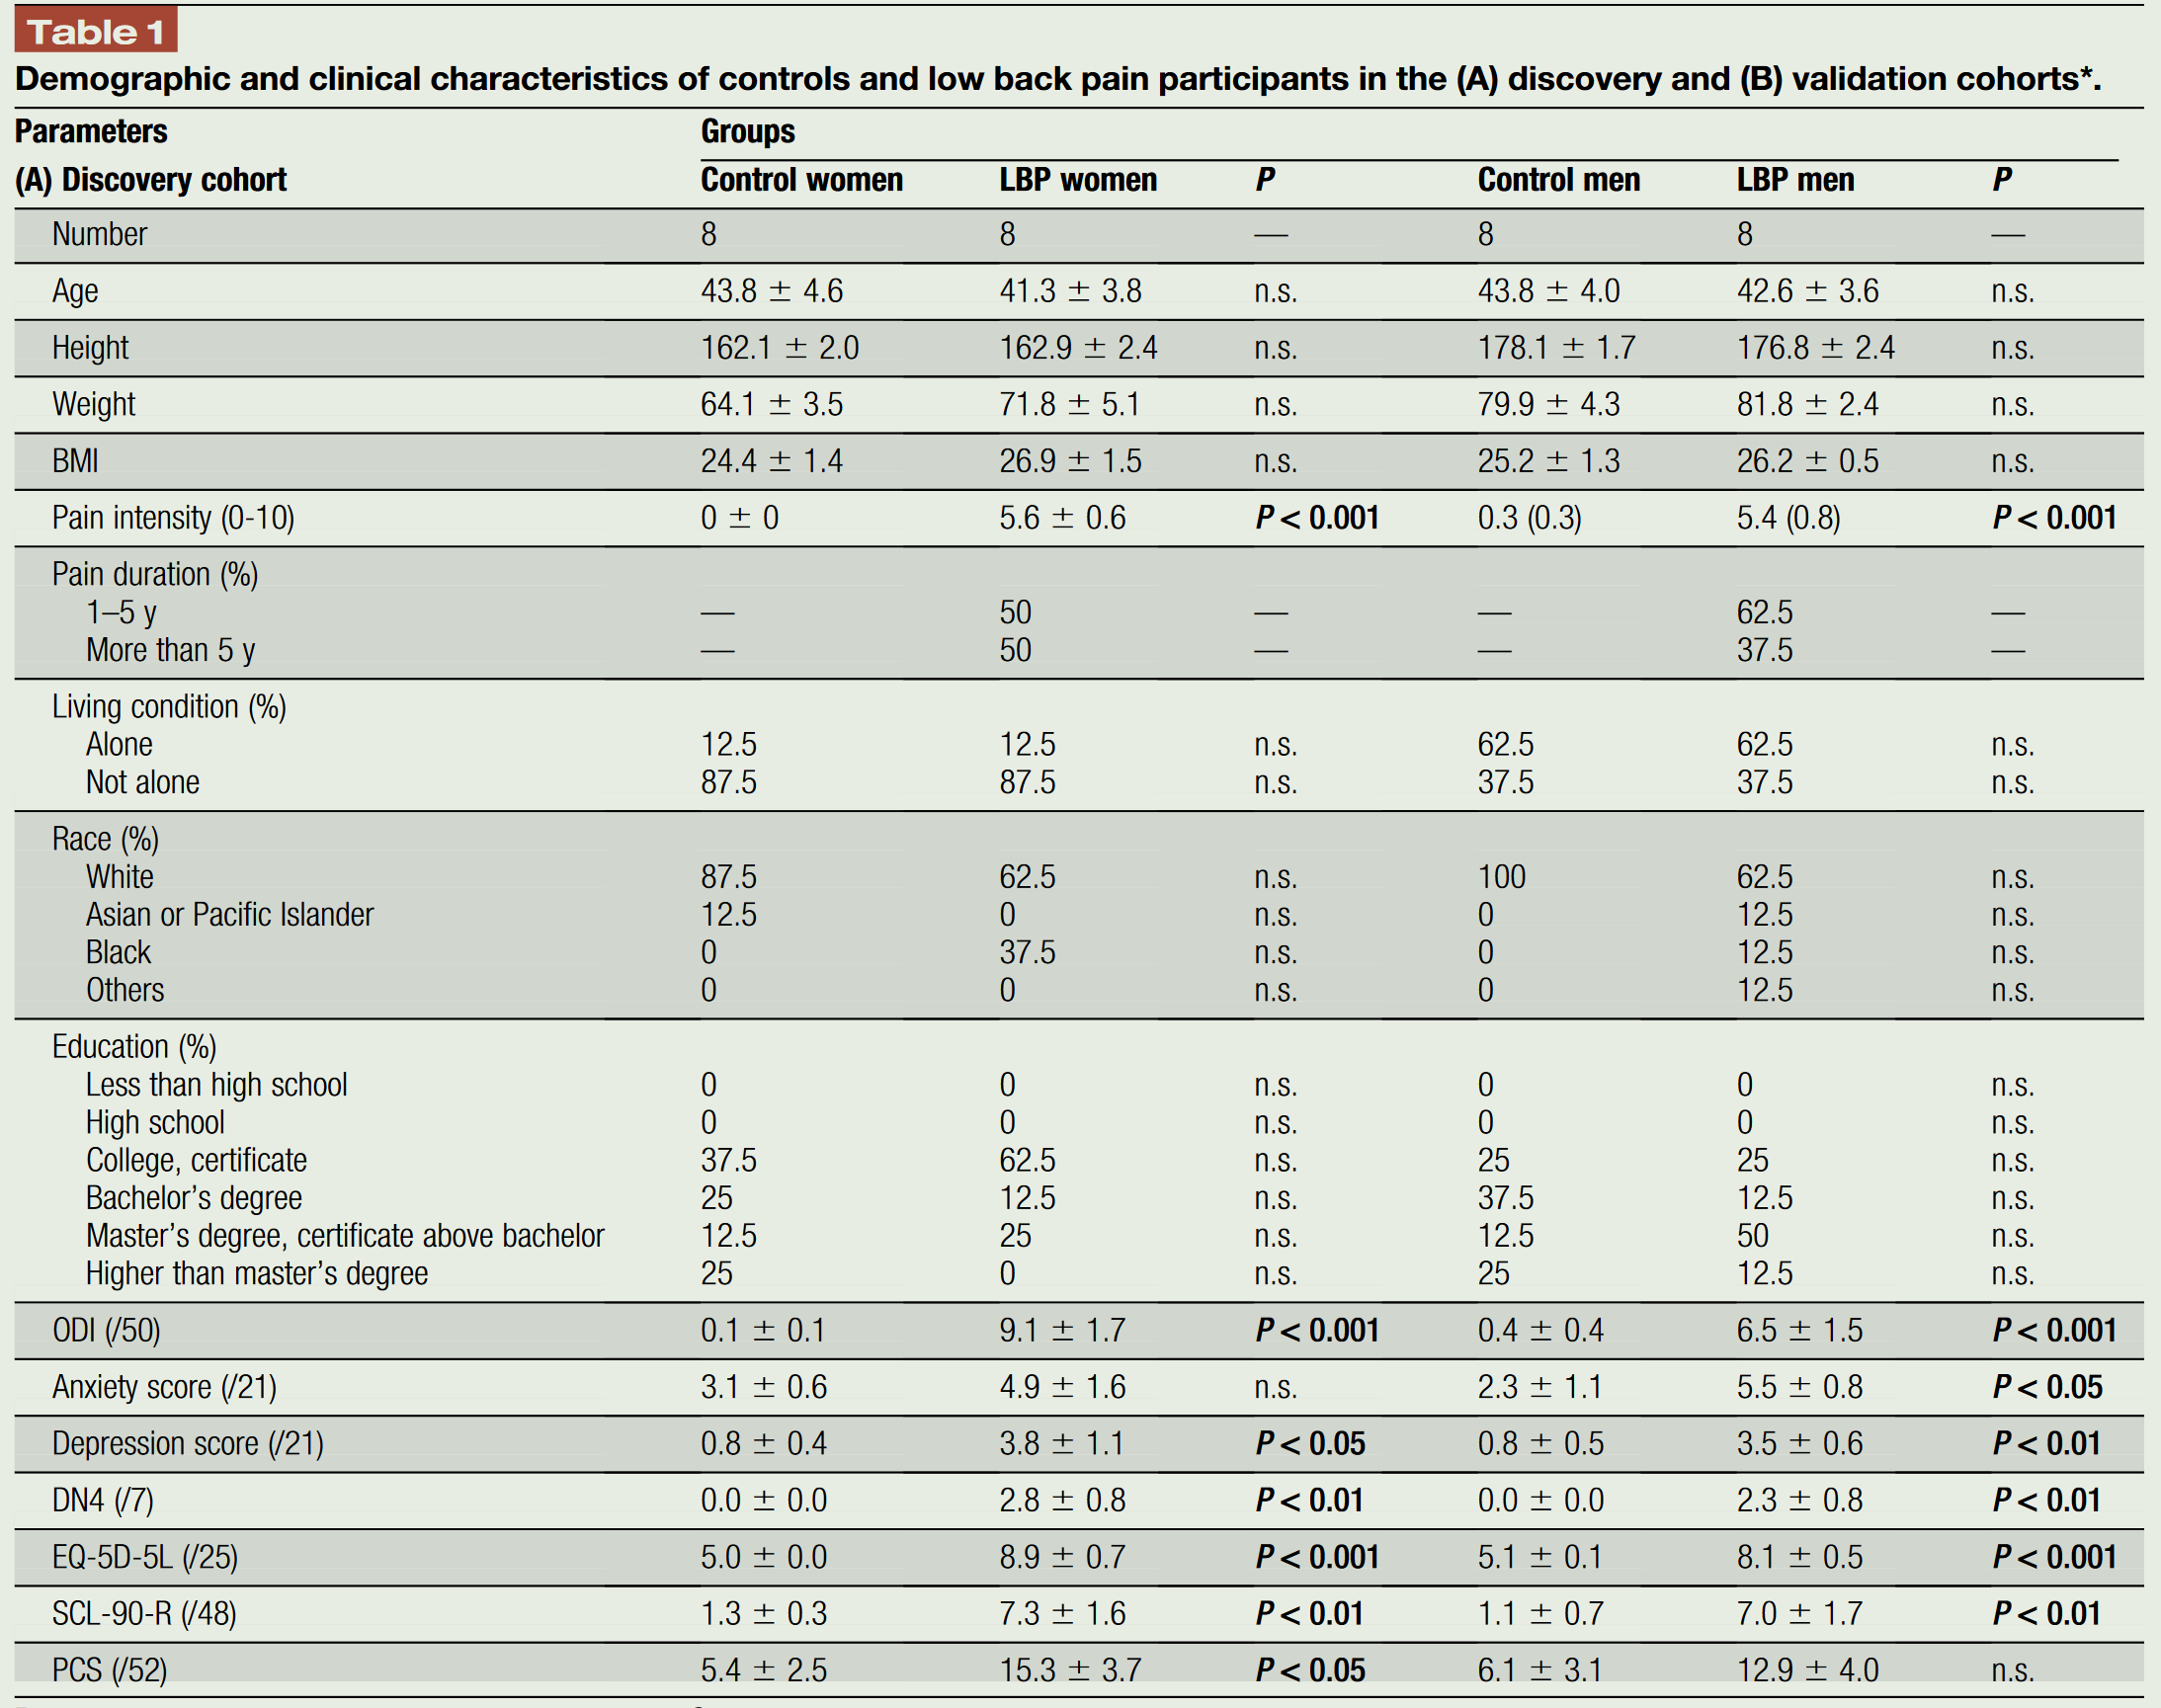 Table 1
Demographic and clinical characteristics of controls and low back pain participants in the (A) discovery and (B) validation cohorts*.
Parameters Groups
(A) Discovery cohort Control women LBP women P Control men LBP men P
Number 8 8 — 8 8 —
Age 43.8 ± 4.6 41.3 ± 3.8 n.s. 43.8 ± 4.0 42.6 ± 3.6 n.s.
Height 162.1 ± 2.0 162.9 ± 2.4 n.s. 178.1 ± 1.7 176.8 ± 2.4 n.s.
Weight 64.1 ± 3.5 71.8 ± 5.1 n.s. 79.9 ± 4.3 81.8 ± 2.4 n.s.
BMI 24.4 ± 1.4 26.9 ± 1.5 n.s. 25.2 ± 1.3 26.2 ± 0.5 n.s.
Pain intensity (0-10) 0 ± 0 5.6 ± 0.6 P < 0.001 0.3 (0.3) 5.4 (0.8) P < 0.001
Pain duration (%)
1–5 y — 50 — — 62.5 —
More than 5 y — 50 — — 37.5 —
Living condition (%)
Alone 12.5 12.5 n.s. 62.5 62.5 n.s.
Not alone 87.5 87.5 n.s. 37.5 37.5 n.s.
Race (%)
White 87.5 62.5 n.s. 100 62.5 n.s.
Asian or Pacific Islander 12.5 0 n.s. 0 12.5 n.s.
Black 0 37.5 n.s. 0 12.5 n.s.
Others 0 0 n.s. 0 12.5 n.s.
Education (%)
Less than high school 0 0 n.s. 0 0 n.s.
High school 0 0 n.s. 0 0 n.s.
College, certificate 37.5 62.5 n.s. 25 25 n.s.
Bachelor's degree 25 12.5 n.s. 37.5 12.5 n.s.
Master's degree, certificate above bachelor 12.5 25 n.s. 12.5 50 n.s.
Higher than master's degree 25 0 n.s. 25 12.5 n.s.
ODI (/50) 0.1 ± 0.1 9.1 ± 1.7 P < 0.001 0.4 ± 0.4 6.5 ± 1.5 P < 0.001
Anxiety score (/21) 3.1 ± 0.6 4.9 ± 1.6 n.s. 2.3 ± 1.1 5.5 ± 0.8 P < 0.05
Depression score (/21) 0.8 ± 0.4 3.8 ± 1.1 P < 0.05 0.8 ± 0.5 3.5 ± 0.6 P < 0.01
DN4 (/7) 0.0 ± 0.0 2.8 ± 0.8 P < 0.01 0.0 ± 0.0 2.3 ± 0.8 P < 0.01
EQ-5D-5L (/25) 5.0 ± 0.0 8.9 ± 0.7 P < 0.001 5.1 ± 0.1 8.1 ± 0.5 P < 0.001
SCL-90-R (/48) 1.3 ± 0.3 7.3 ± 1.6 P < 0.01 1.1 ± 0.7 7.0 ± 1.7 P < 0.01
PCS (/52) 5.4 ± 2.5 15.3 ± 3.7 P < 0.05 6.1 ± 3.1 12.9 ± 4.0 n.s.